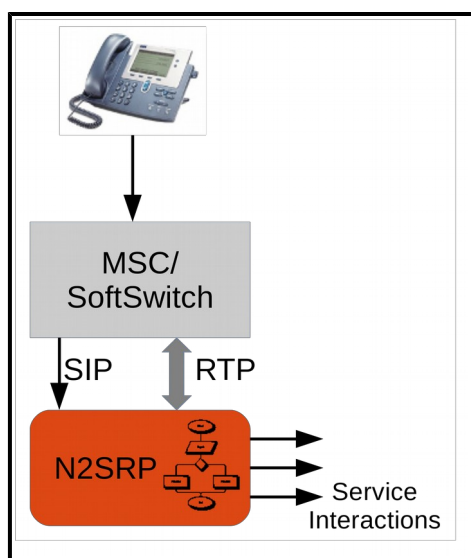 MSC/
SoftSwitch
SIP
RTP
N2SRP
Service
Interactions